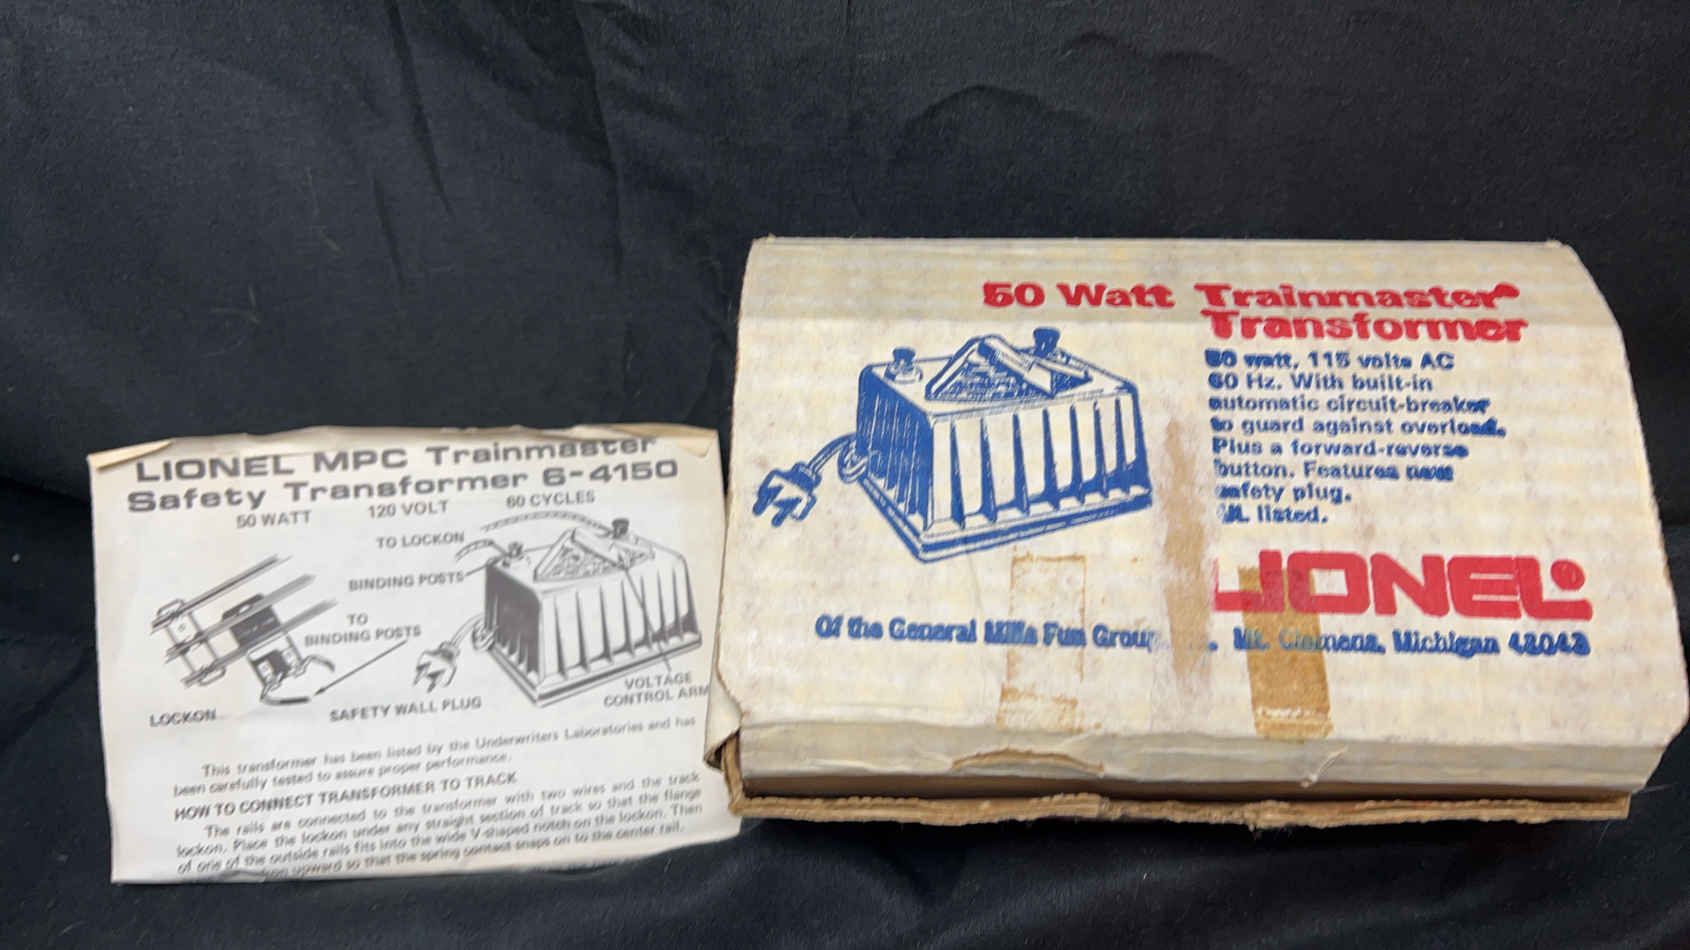 LIONEL MPC Trainmaster
Safety Transformer 6-4150
50 WATT 120 VOLT 60 CYCLES
TO LOCKON
BINDING POSTS
TO
BINDING POSTS
LOCKON
SAFETY WALL PLUG
VOLTAGE
CONTROL ARM
This transformer has been listed by the Underwriters Laboratories and has
been carefully tested to assure proper performance.
HOW TO CONNECT TRANSFORMER TO TRACK
The rails are connected to the transformer with two wires and the track
lockon. Place the lockon under any straight section of track so that the flange
of one of the outside rails fits into the wide V-shaped notch on the lockon. Then
upward so that the spring contact snaps on to the center rail.
50 Watt Trainmaster
Transformer
50 watt, 115 volts AC
60 Hz. With built-in
automatic circuit-breaker
to guard against overload.
Plus a forward-reverse
button. Features new
safety plug.
UL listed.
LIONEL®
Of the General Mills Fun Group . Mt. Clemens, Michigan 48043